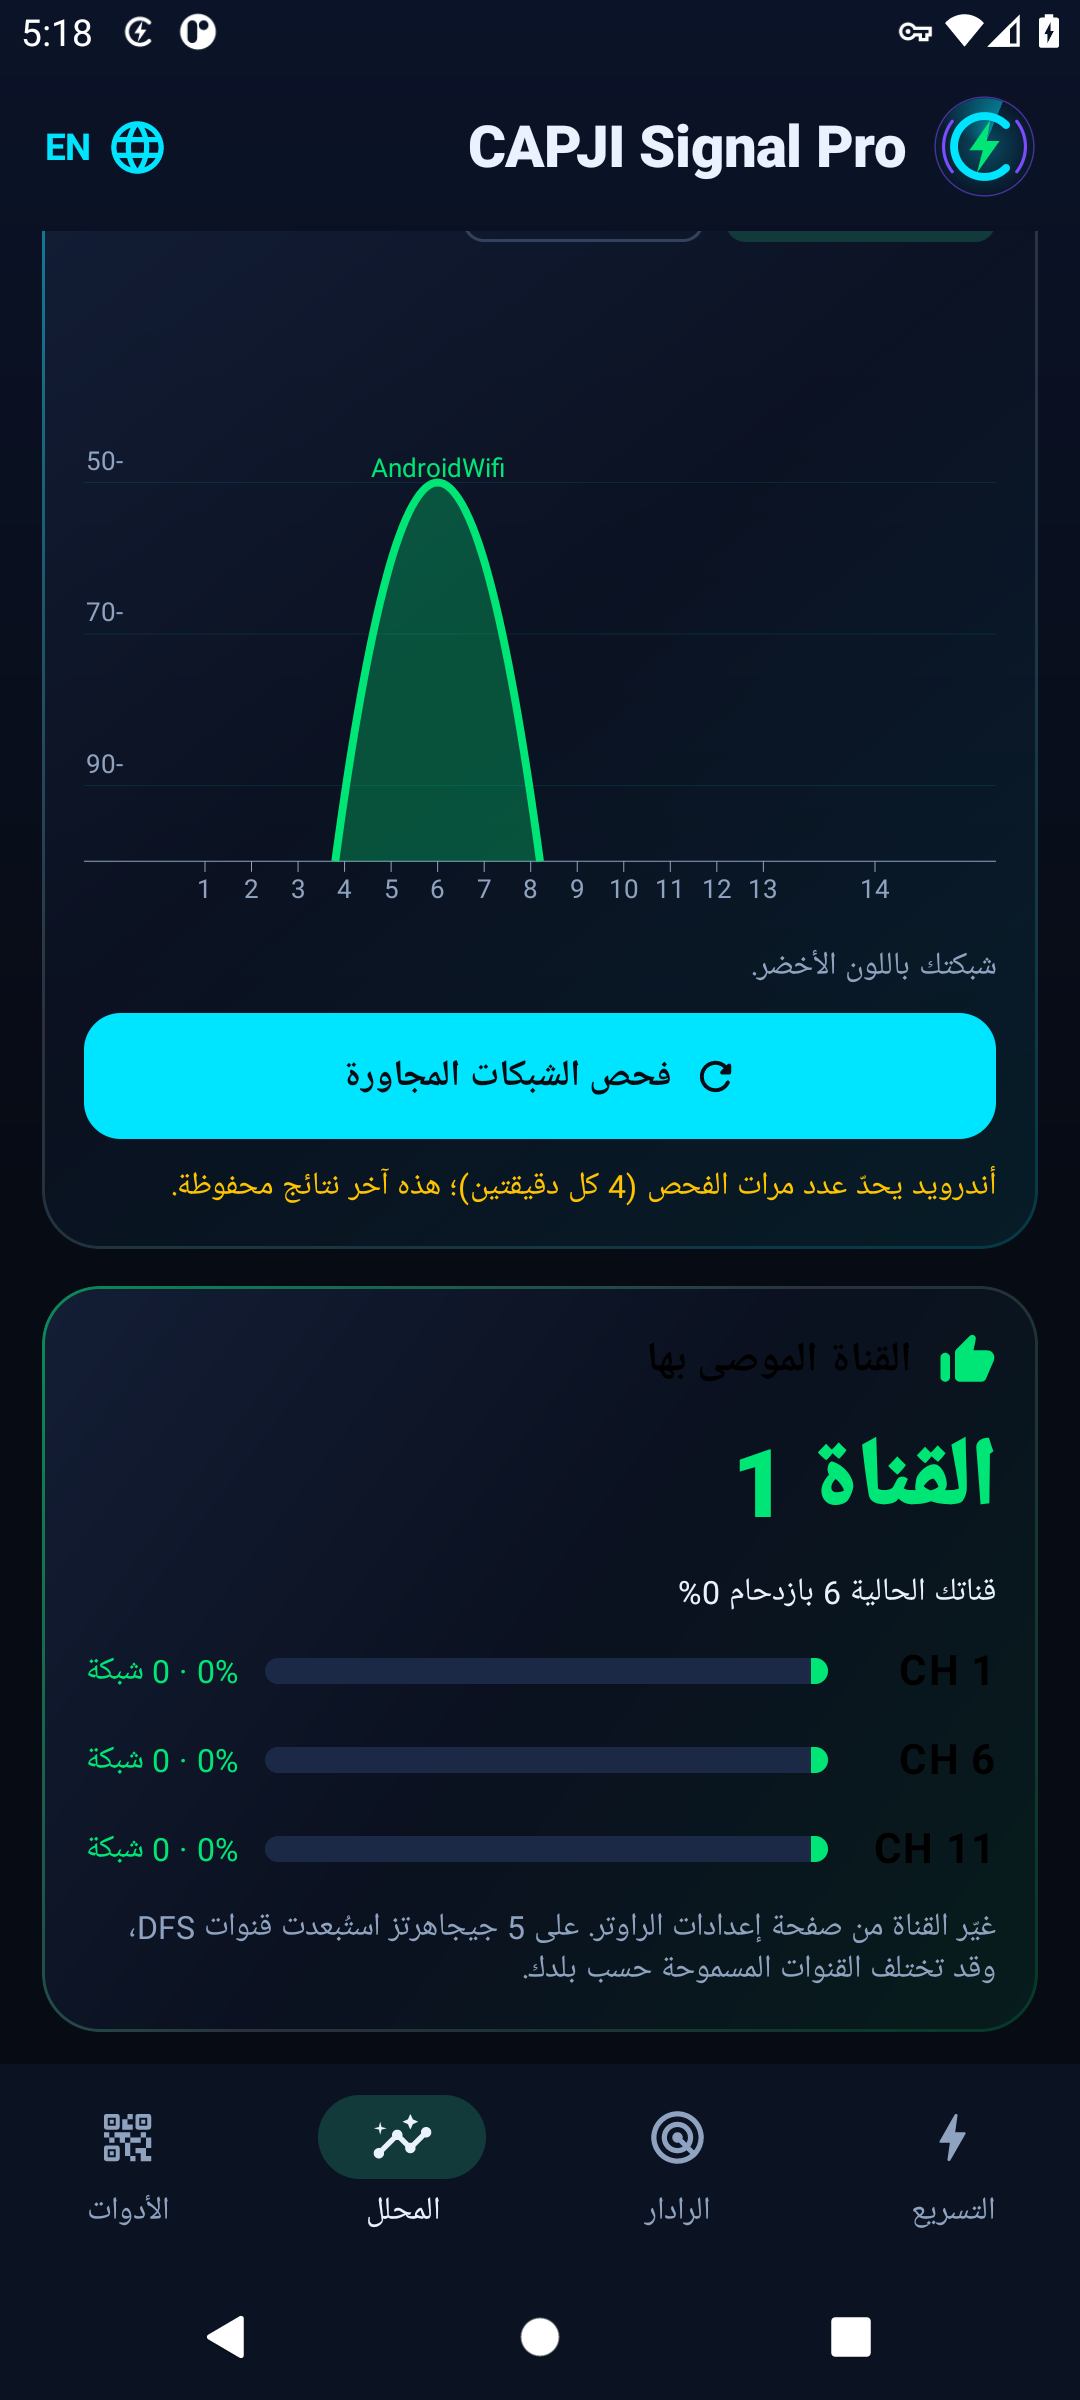 5:18
EN
CAPJI Signal Pro
50-
AndroidWifi
70-
90-
1 2 3 4 5 6 7 8 9 10 11 12 13 14
شبكتك باللون الأخضر.
فحص الشبكات المجاورة
أندرويد يحدّ عدد مرات الفحص (4 كل دقيقتين)؛ هذه آخر نتائج محفوظة.
القناة الموصى بها
القناة 1
قناتك الحالية 6 بازدحام 0%
CH 1
0% · 0 شبكة
CH 6
0% · 0 شبكة
CH 11
0% · 0 شبكة
غيّر القناة من صفحة إعدادات الراوتر. على 5 جيجاهرتز استُبعدت قنوات DFS،
وقد تختلف القنوات المسموحة حسب بلدك.
التسريع
الرادار
المحلل
الأدوات